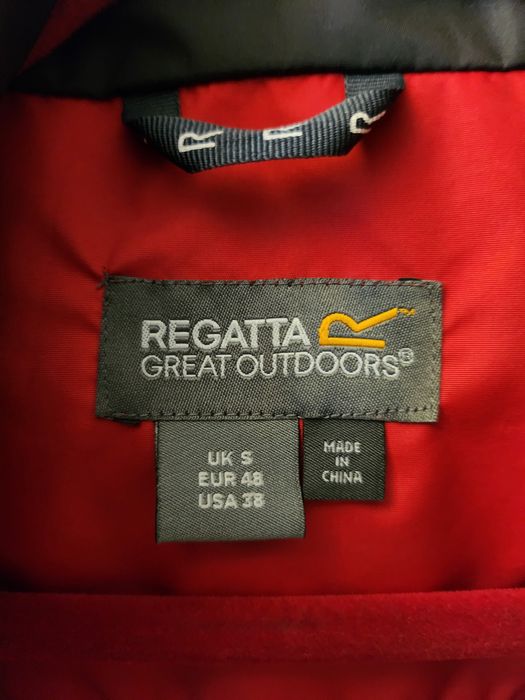 R R R
REGATTA R
GREAT OUTDOORS®
UK S
EUR 48
USA 38
MADE
IN
CHINA